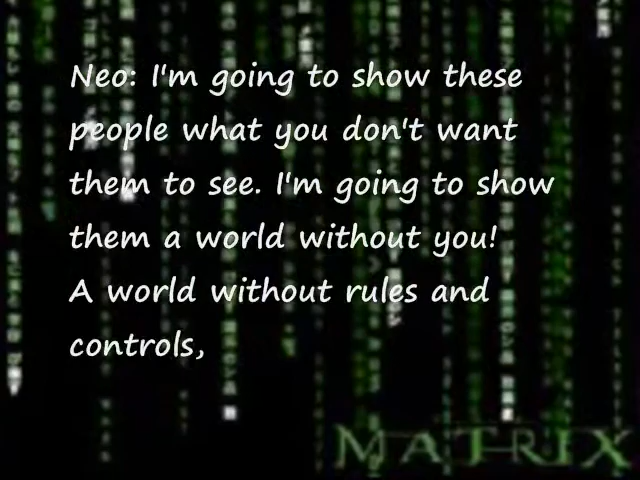 Neo: I'm going to show these
people what you don't want
them to see. I'm going to show
them a world without you!
A world without rules and
controls,
MATRIX